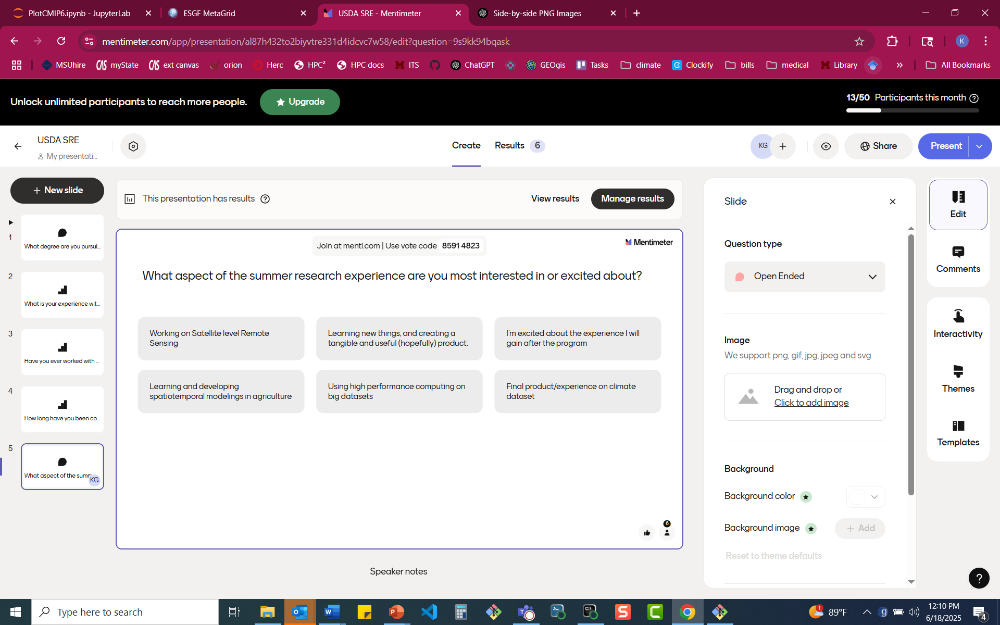 PlotCMIP6.ipynb - JupyterLab
ESGF MetaGrid
USDA SRE - Mentimeter
Side-by-side PNG Images
mentimeter.com/app/presentation/al87h432to2biyvtre331d4idcvc7w58/edit?question=9s9kk94bqask
K
MSUhire
myState
ext canvas
orion
Herc
HPC²
HPC docs
ITS
ChatGPT
GEOgis
Tasks
climate
Clockify
bills
medical
Library
All Bookmarks
Unlock unlimited participants to reach more people.
Upgrade
13/50 Participants this month
USDA SRE
My presentati...
Create
Results 6
KG
Share
Present
+ New slide
This presentation has results
View results
Manage results
1
What degree are you pursui...
2
What is your experience wit...
3
Have you ever worked with ...
4
How long have you been co...
5
What aspect of the summ
KG
Join at menti.com | Use vote code 8591 4823
Mentimeter
What aspect of the summer research experience are you most interested in or excited about?
Working on Satellite level Remote
Sensing
Learning new things, and creating a
tangible and useful (hopefully) product.
I'm excited about the experience I will
gain after the program
Learning and developing
spatiotemporal modelings in agriculture
Using high performance computing on
big datasets
Final product/experience on climate
dataset
6
Speaker notes
Slide
Question type
Open Ended
Image
We support png, gif, jpg, jpeg and svg
Drag and drop or
Click to add image
Background
Background color
Background image
+ Add
Reset to theme defaults
Edit
Comments
Interactivity
Themes
Templates
?
Type here to search
1
89°F
12:10 PM
6/18/2025
4